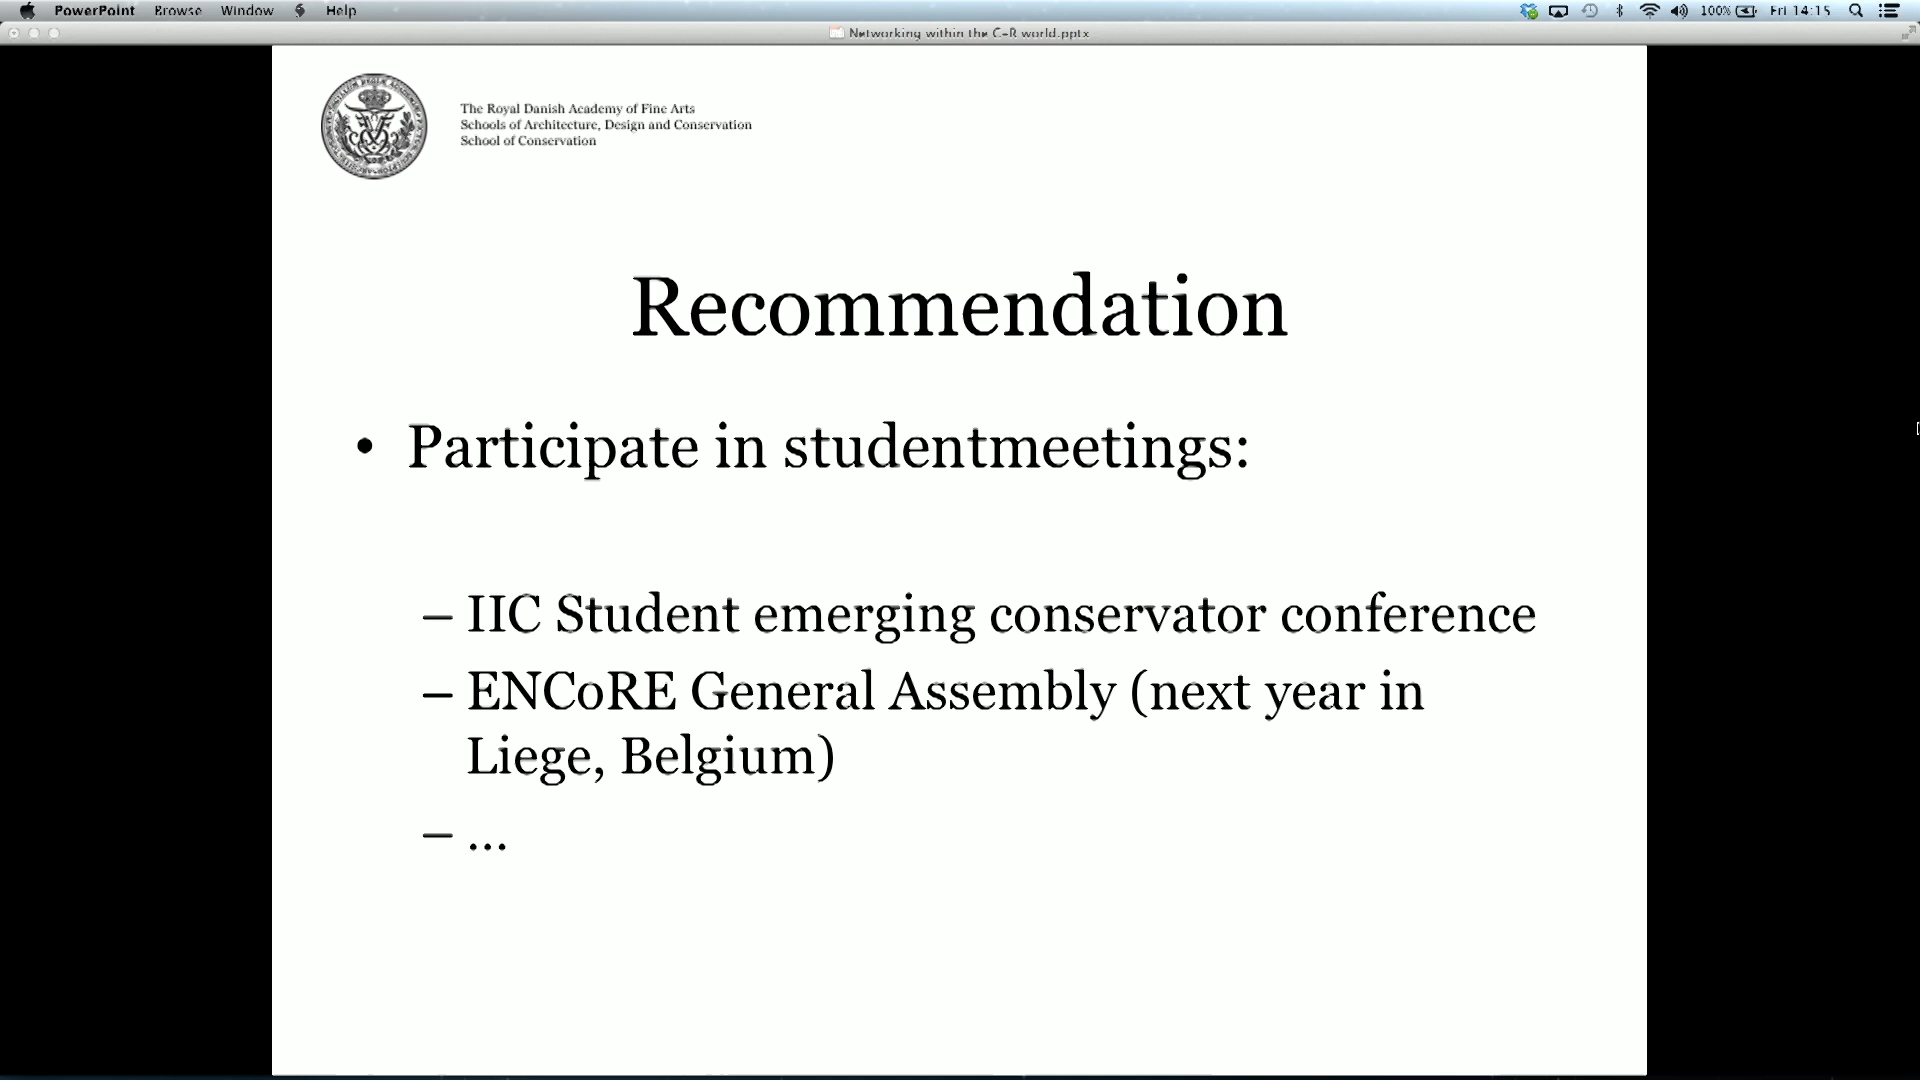 PowerPoint Browse Window Help 100% Fri 14:15
Networking within the C-R world.pptx
The Royal Danish Academy of Fine Arts
Schools of Architecture, Design and Conservation
School of Conservation
Recommendation
• Participate in studentmeetings:
– IIC Student emerging conservator conference
– ENCoRE General Assembly (next year in
Liege, Belgium)
– ...